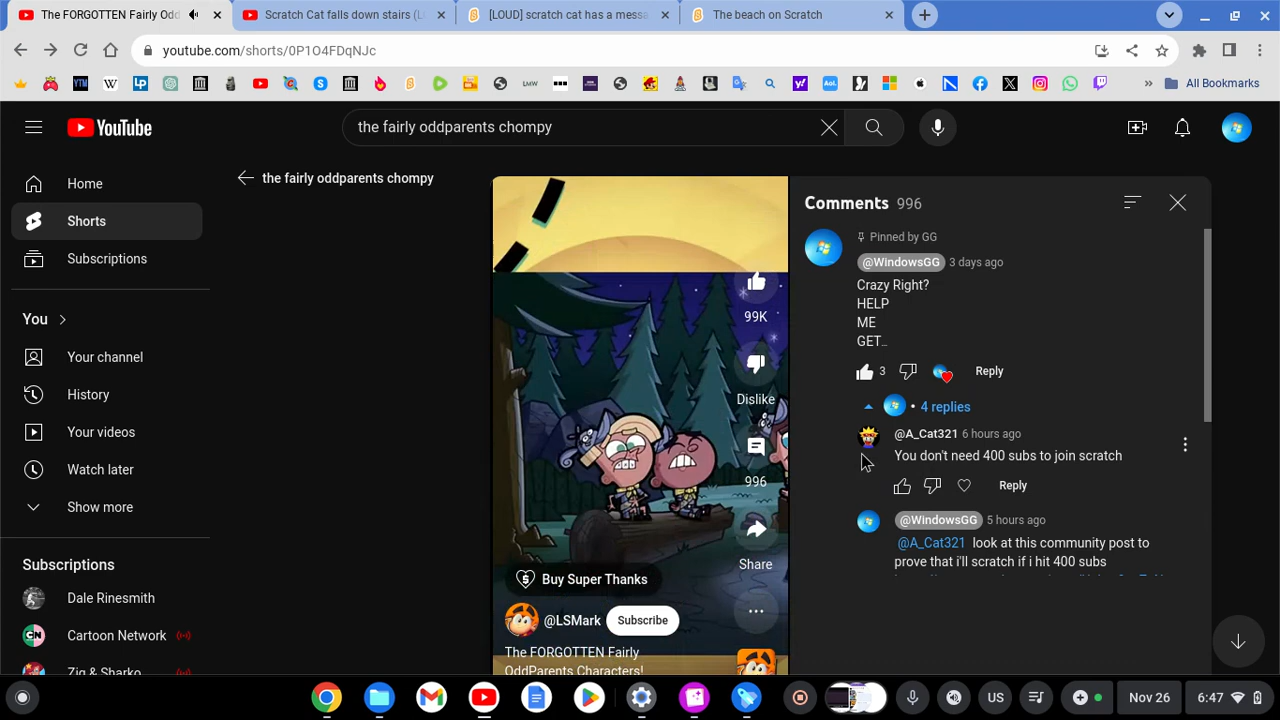 The FORGOTTEN Fairly Odd
Scratch Cat falls down stairs (L
[LOUD] scratch cat has a messa
The beach on Scratch
youtube.com/shorts/0P1O4FDqNJc
YTM
W
LP
LMW
Aol.
All Bookmarks
YouTube
the fairly oddparents chompy
Home
Shorts
Subscriptions
You
Your channel
History
Your videos
Watch later
Show more
Subscriptions
Dale Rinesmith
Cartoon Network
Zig & Sharko
the fairly oddparents chompy
99K
Dislike
996
Share
Buy Super Thanks
@LSMark
Subscribe
The FORGOTTEN Fairly
OddParents Characters!
Comments 996
Pinned by GG
@WindowsGG 3 days ago
Crazy Right?
HELP
ME
GET…
3
Reply
4 replies
@A_Cat321 6 hours ago
You don't need 400 subs to join scratch
Reply
@WindowsGG 5 hours ago
@A_Cat321 look at this community post to
prove that i'll scratch if i hit 400 subs
US
Nov 26
6:47